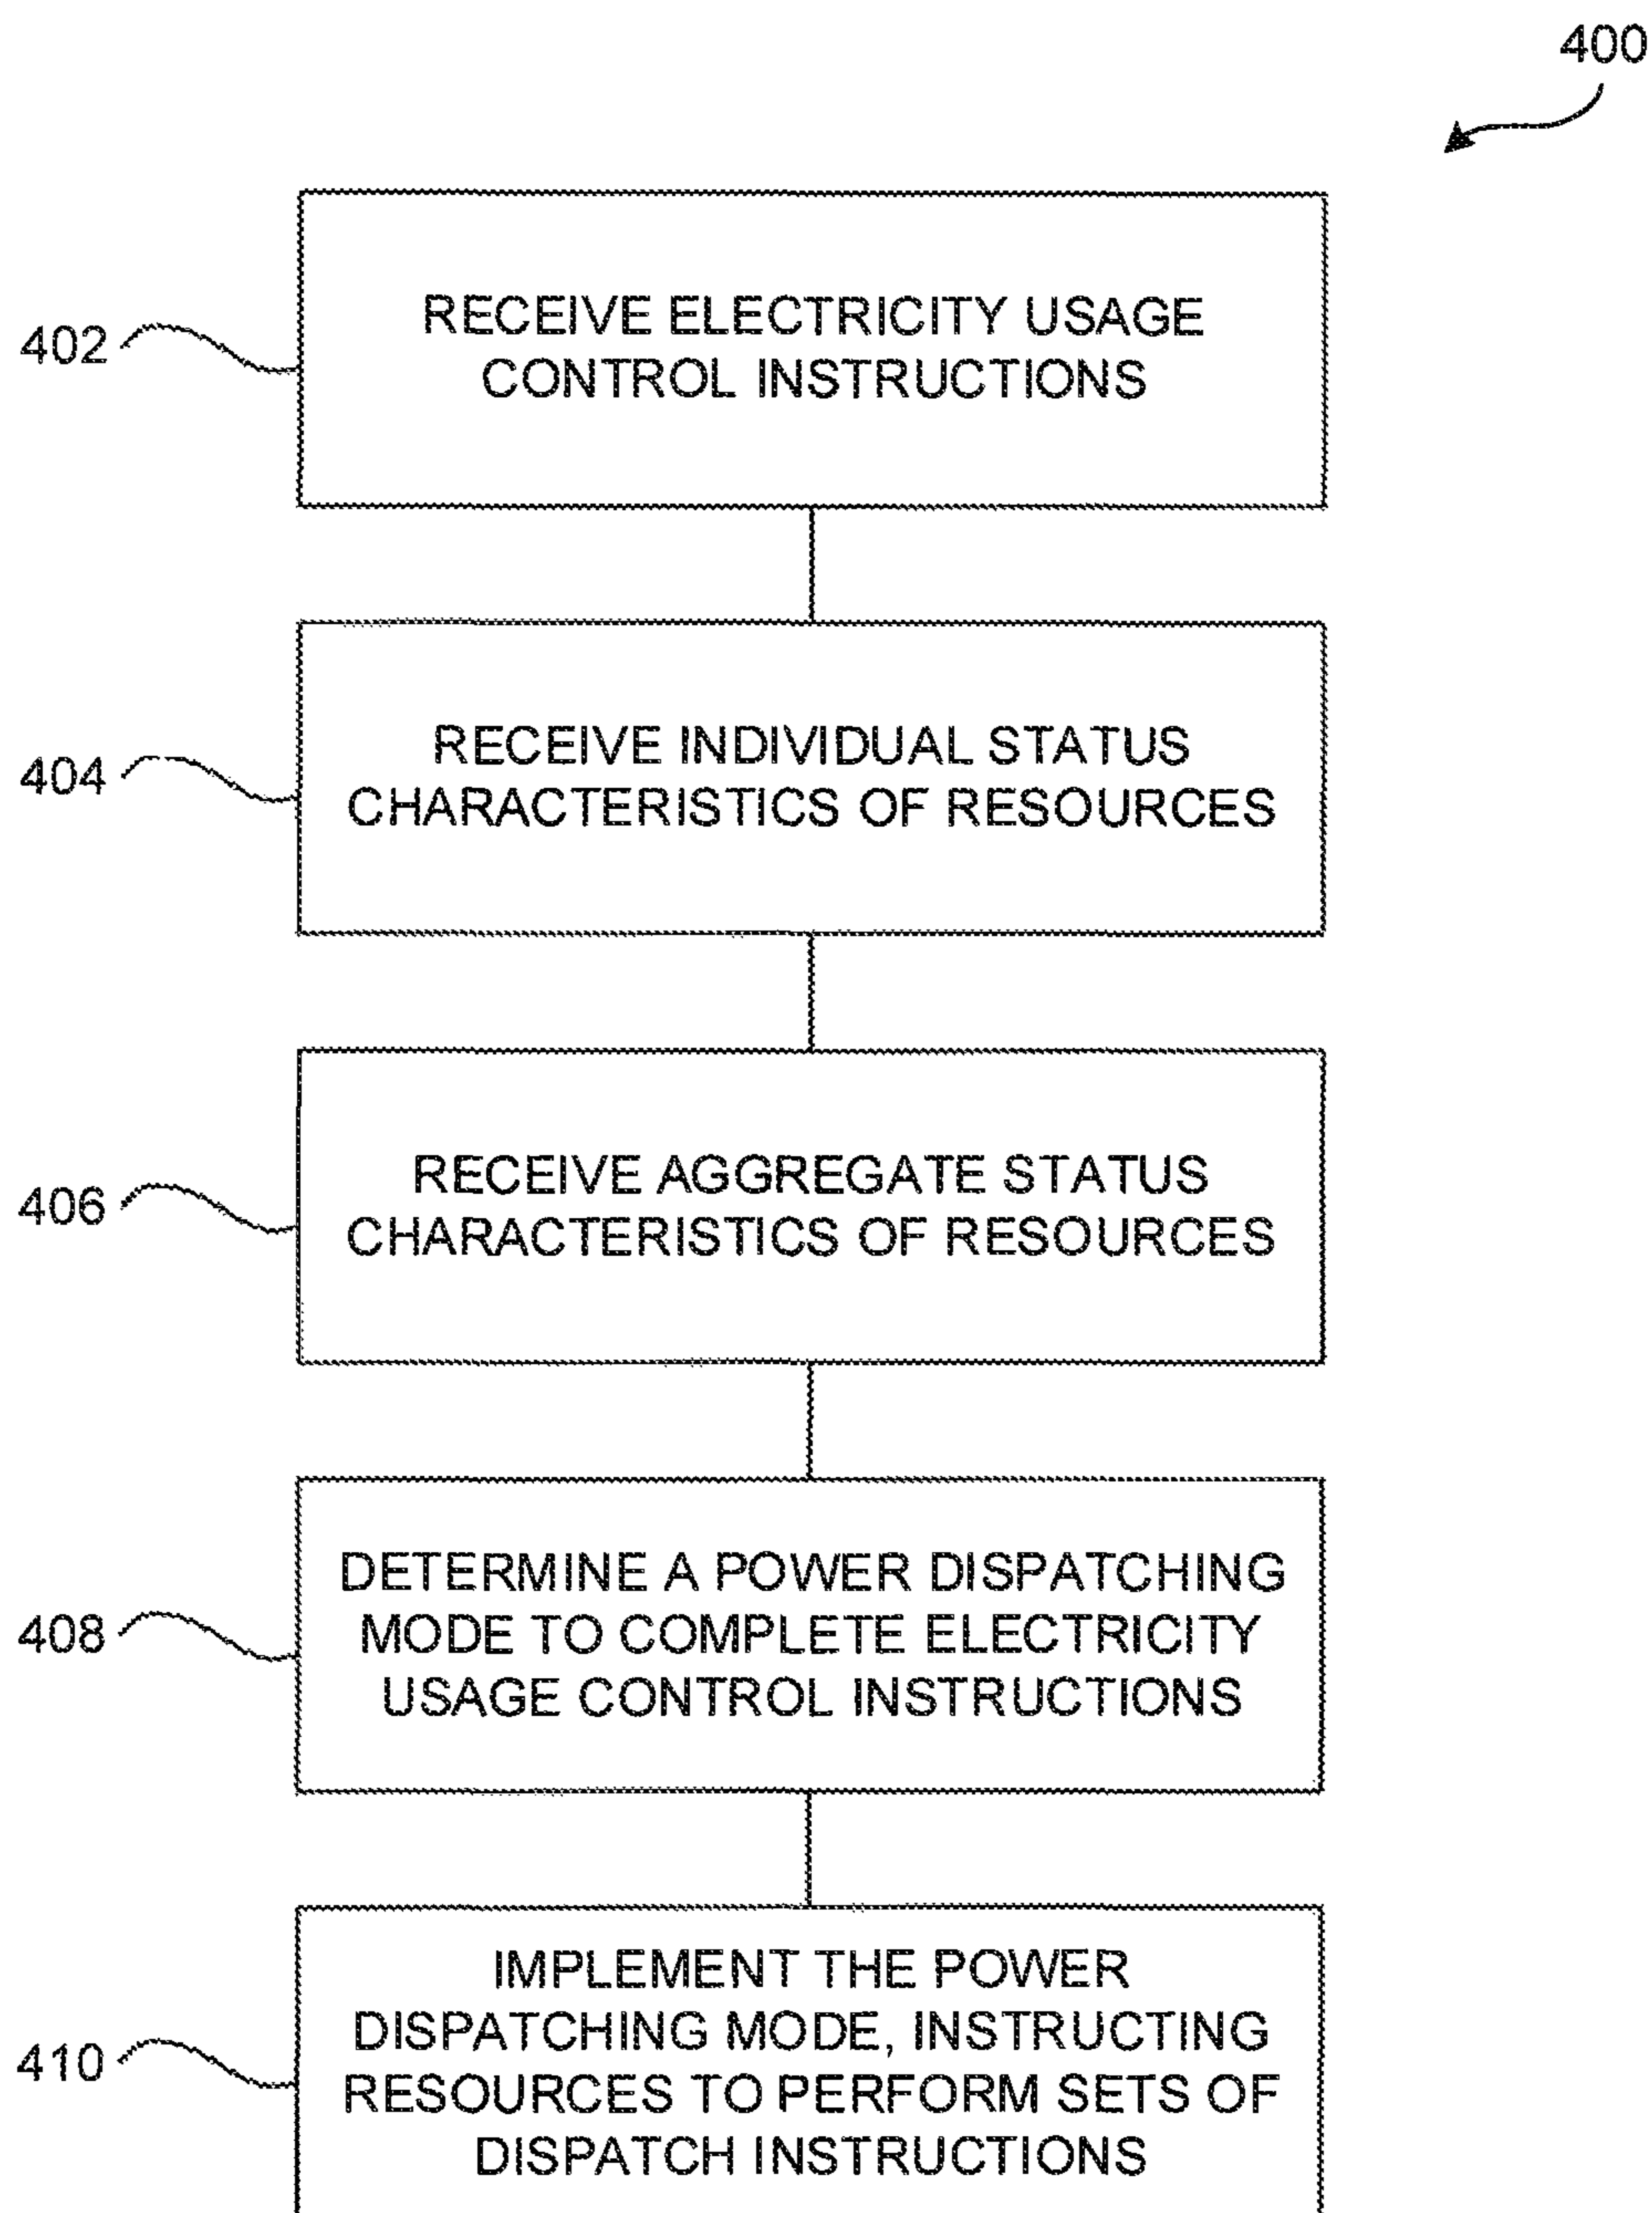 400
402
RECEIVE ELECTRICITY USAGE
CONTROL INSTRUCTIONS
404
RECEIVE INDIVIDUAL STATUS
CHARACTERISTICS OF RESOURCES
406
RECEIVE AGGREGATE STATUS
CHARACTERISTICS OF RESOURCES
408
DETERMINE A POWER DISPATCHING
MODE TO COMPLETE ELECTRICITY
USAGE CONTROL INSTRUCTIONS
410
IMPLEMENT THE POWER
DISPATCHING MODE, INSTRUCTING
RESOURCES TO PERFORM SETS OF
DISPATCH INSTRUCTIONS